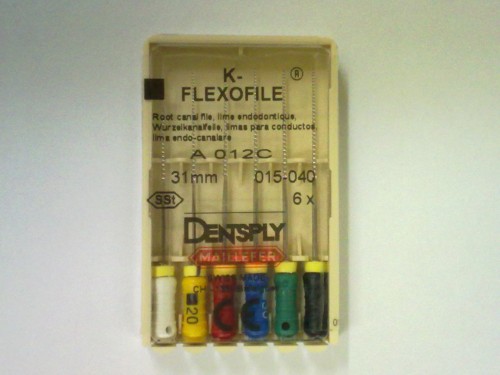 K-
FLEXOFILE ®
Root canal file, lime endodontique,
Wurzelkanalfeile, limas para conductos,
lima endo-canalare
A 012C
31mm 015-040
SSt 6 x
DENTSPLY
MAILLEFER
20